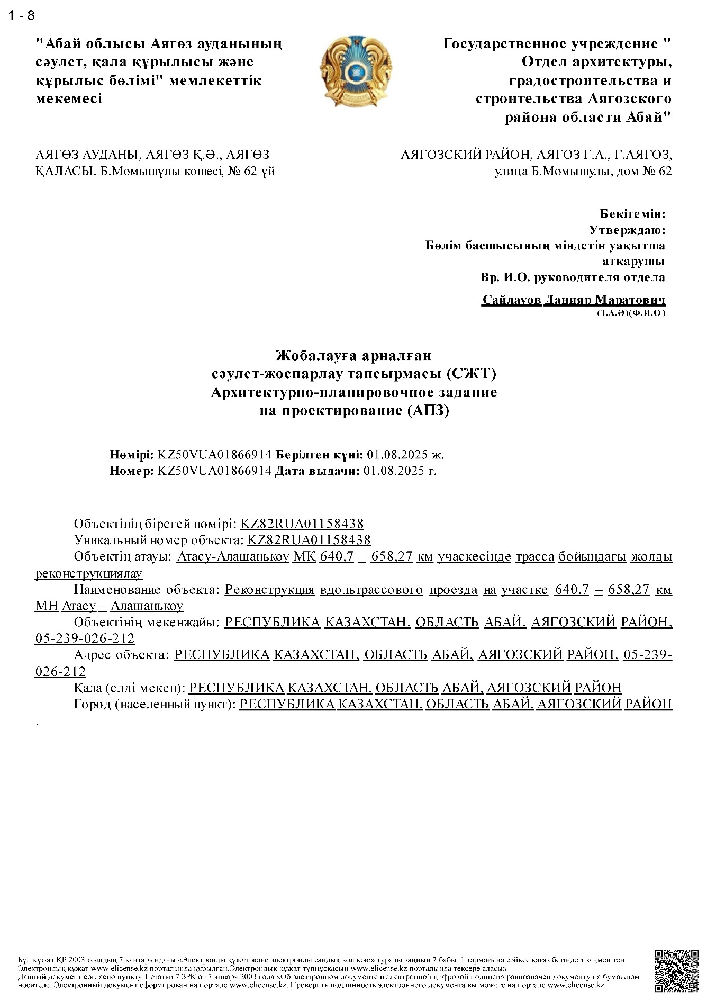 1 - 8
"Абай облысы Аягөз ауданының
сәулет, қала құрылысы және
құрылыс бөлімі" мемлекеттік
мекемесі
Государственное учреждение "
Отдел архитектуры,
градостроительства и
строительства Аягозского
района области Абай"
АЯГӨЗ АУДАНЫ, АЯГӨЗ Қ.Ә., АЯГӨЗ
ҚАЛАСЫ, Б.Момышұлы көшесі, № 62 үй
АЯГОЗСКИЙ РАЙОН, АЯГОЗ Г.А., Г.АЯГОЗ,
улица Б.Момышулы, дом № 62
Бекітемін:
Утверждаю:
Бөлім басшысының міндетін уақытша
атқарушы
Вр. И.О. руководителя отдела
Сайлауов Данияр Маратович
(Т.А.Ә)(Ф.И.О)
Жобалауға арналған
сәулет-жоспарлау тапсырмасы (СЖТ)
Архитектурно-планировочное задание
на проектирование (АПЗ)
Нөмірі: KZ50VUA01866914 Берілген күні: 01.08.2025 ж.
Номер: KZ50VUA01866914 Дата выдачи: 01.08.2025 г.
Объектінің бірегей нөмірі: KZ82RUA01158438
Уникальный номер объекта: KZ82RUA01158438
Объектің атауы: Атасу-Алашанькоу МҚ 640,7 – 658,27 км учаскесінде трасса бойындағы жолды
реконструкциялау
Наименование объекта: Реконструкция вдольтрассового проезда на участке 640,7 – 658,27 км
МН Атасу – Алашанькоу
Объектінің мекенжайы: РЕСПУБЛИКА КАЗАХСТАН, ОБЛАСТЬ АБАЙ, АЯГОЗСКИЙ РАЙОН,
05-239-026-212
Адрес объекта: РЕСПУБЛИКА КАЗАХСТАН, ОБЛАСТЬ АБАЙ, АЯГОЗСКИЙ РАЙОН, 05-239-
026-212
Қала (елді мекен): РЕСПУБЛИКА КАЗАХСТАН, ОБЛАСТЬ АБАЙ, АЯГОЗСКИЙ РАЙОН
Город (населенный пункт): РЕСПУБЛИКА КАЗАХСТАН, ОБЛАСТЬ АБАЙ, АЯГОЗСКИЙ РАЙОН
.
Бұл құжат ҚР 2003 жылдың 7 қаңтарындағы «Электронды құжат және электронды сандық қол қою» туралы заңның 7 бабы, 1 тармағына сәйкес қағаз бетіндегі заңмен тең.
Электрондық құжат www.elicense.kz порталында құрылған.Электрондық құжат түпнұсқасын www.elicense.kz порталында тексере аласыз.
Данный документ согласно пункту 1 статьи 7 ЗРК от 7 января 2003 года «Об электронном документе и электронной цифровой подписи» равнозначен документу на бумажном
носителе. Электронный документ сформирован на портале www.elicense.kz. Проверить подлинность электронного документа вы можете на портале www.elicense.kz.